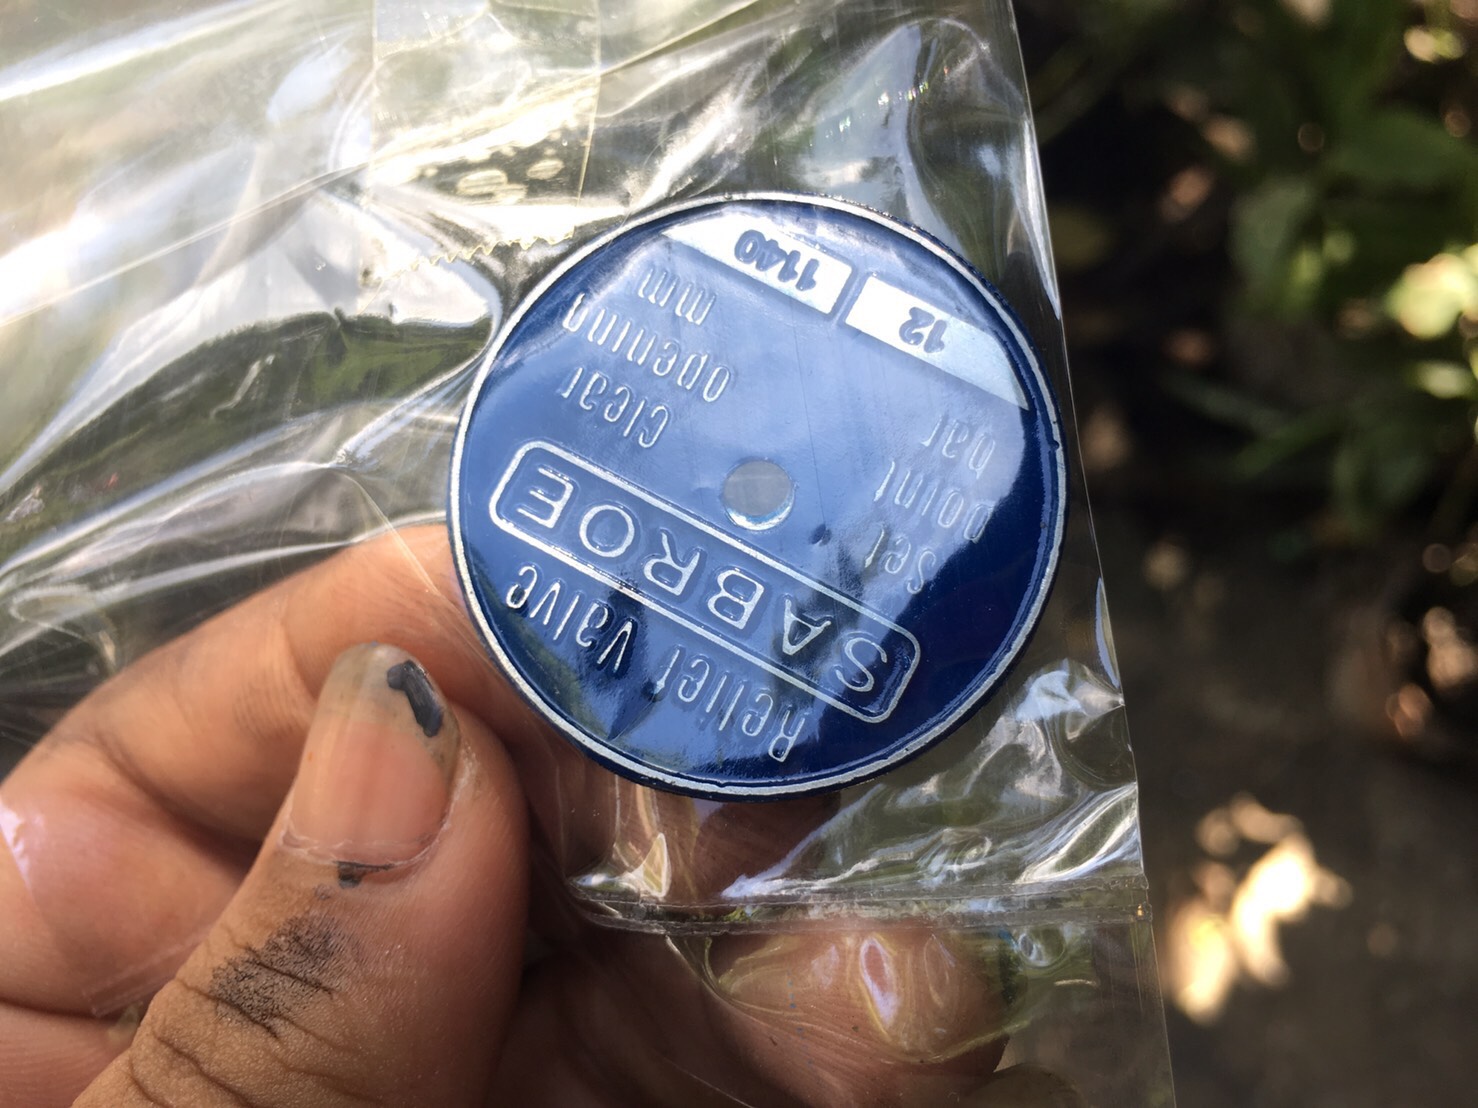 Relief valve
SABROE
Set
point
bar
12
Clear
opening
mm
1140